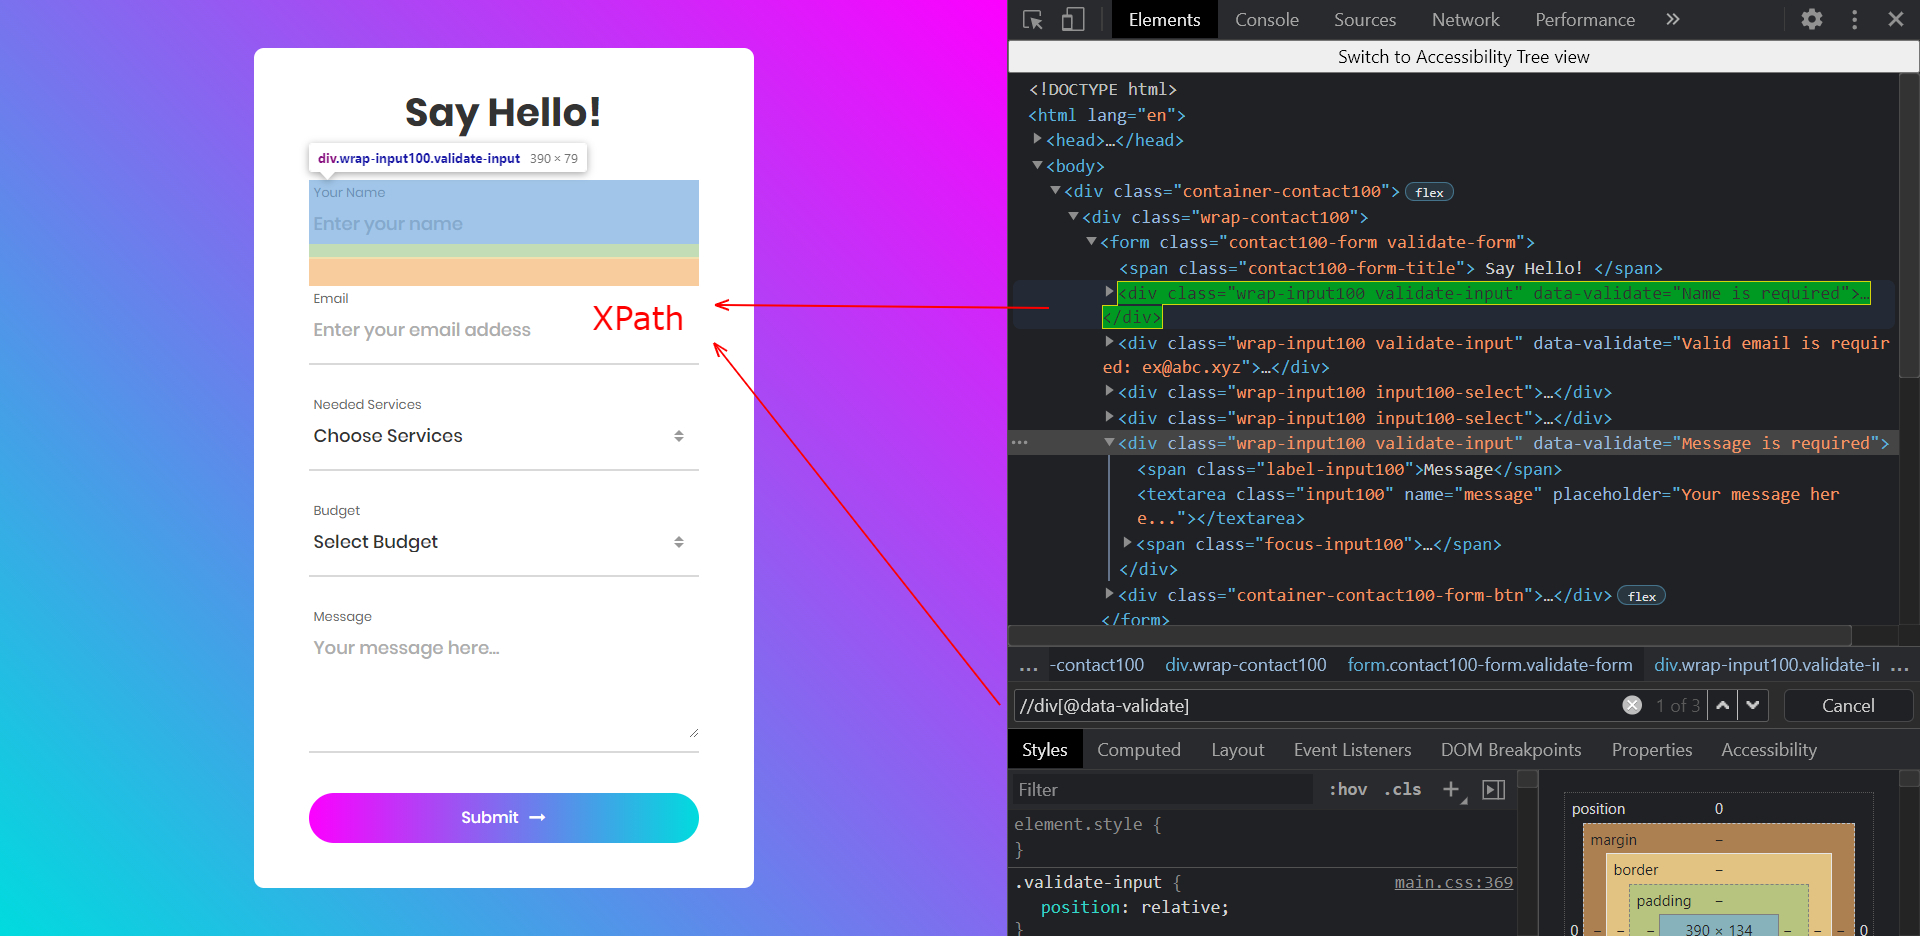 Say Hello!
div.wrap-input100.validate-input 390 × 79
Your Name
Enter your name
Email
Enter your email addess
XPath
Needed Services
Choose Services
Budget
Select Budget
Message
Your message here...
Submit
Elements Console Sources Network Performance
Switch to Accessibility Tree view
<!DOCTYPE html>
<html lang="en">
<head>…</head>
<body>
<div class="container-contact100"> flex
<div class="wrap-contact100">
<form class="contact100-form validate-form">
<span class="contact100-form-title"> Say Hello! </span>
<div class="wrap-input100 validate-input" data-validate="Name is required">…
</div>
<div class="wrap-input100 validate-input" data-validate="Valid email is requir
ed: ex@abc.xyz">…</div>
<div class="wrap-input100 input100-select">…</div>
<div class="wrap-input100 input100-select">…</div>
<div class="wrap-input100 validate-input" data-validate="Message is required">
<span class="label-input100">Message</span>
<textarea class="input100" name="message" placeholder="Your message her
e..."></textarea>
<span class="focus-input100">…</span>
</div>
<div class="container-contact100-form-btn">…</div> flex
</form>
... -contact100 div.wrap-contact100 form.contact100-form.validate-form div.wrap-input100.validate-i ...
//div[@data-validate] 1 of 3 Cancel
Styles Computed Layout Event Listeners DOM Breakpoints Properties Accessibility
Filter :hov .cls
element.style {
}
.validate-input { main.css:369
position: relative;
}
position 0
margin –
border –
padding –
0 – – – 390 × 134 – – – 0